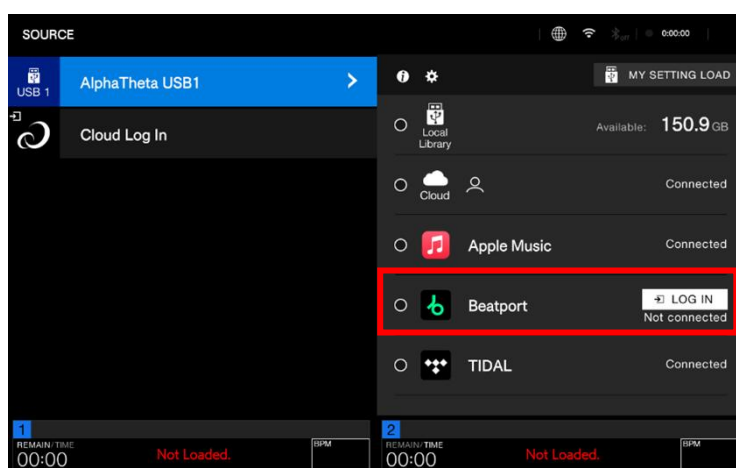 SOURCE
off
0:00:00
USB 1
AlphaTheta USB1
MY SETTING LOAD
Cloud Log In
Local
Library
Available: 150.9 GB
Cloud
Connected
Apple Music
Connected
Beatport
LOG IN
Not connected
TIDAL
Connected
1
REMAIN/TIME
00:00
Not Loaded.
BPM
2
REMAIN/TIME
00:00
Not Loaded.
BPM